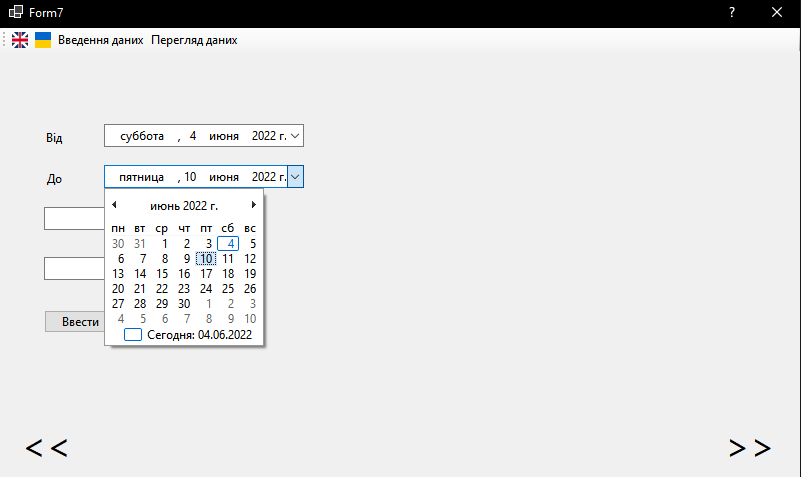 Form7 ?
Введення даних Перегляд даних
Від суббота , 4 июня 2022 г.
До пятница , 10 июня 2022 г.
июнь 2022 г.
пн вт ср чт пт сб вс
30 31 1 2 3 4 5
6 7 8 9 10 11 12
13 14 15 16 17 18 19
20 21 22 23 24 25 26
27 28 29 30 1 2 3
4 5 6 7 8 9 10
Ввести
Сегодня: 04.06.2022
<< >>